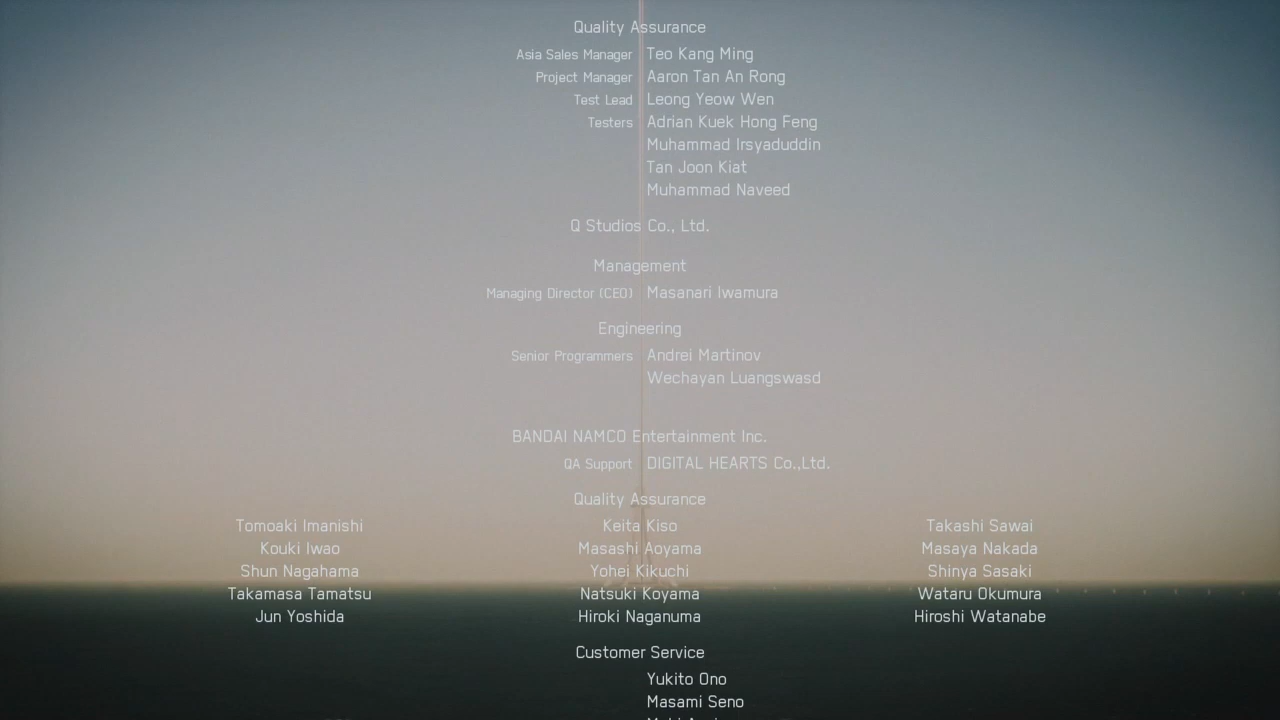 Quality Assurance
Asia Sales Manager Teo Kang Ming
Project Manager Aaron Tan An Rong
Test Lead Leong Yeow Wen
Testers Adrian Kuek Hong Feng
Muhammad Irsyaduddin
Tan Joon Kiat
Muhammad Naveed
Q Studios Co., Ltd.
Management
Managing Director (CEO) Masanari Iwamura
Engineering
Senior Programmers Andrei Martinov
Wechayan Luangswasd
BANDAI NAMCO Entertainment Inc.
QA Support DIGITAL HEARTS Co.,Ltd.
Quality Assurance
Tomoaki Imanishi Keita Kiso Takashi Sawai
Kouki Iwao Masashi Aoyama Masaya Nakada
Shun Nagahama Yohei Kikuchi Shinya Sasaki
Takamasa Tamatsu Natsuki Koyama Wataru Okumura
Jun Yoshida Hiroki Naganuma Hiroshi Watanabe
Customer Service
Yukito Ono
Masami Seno